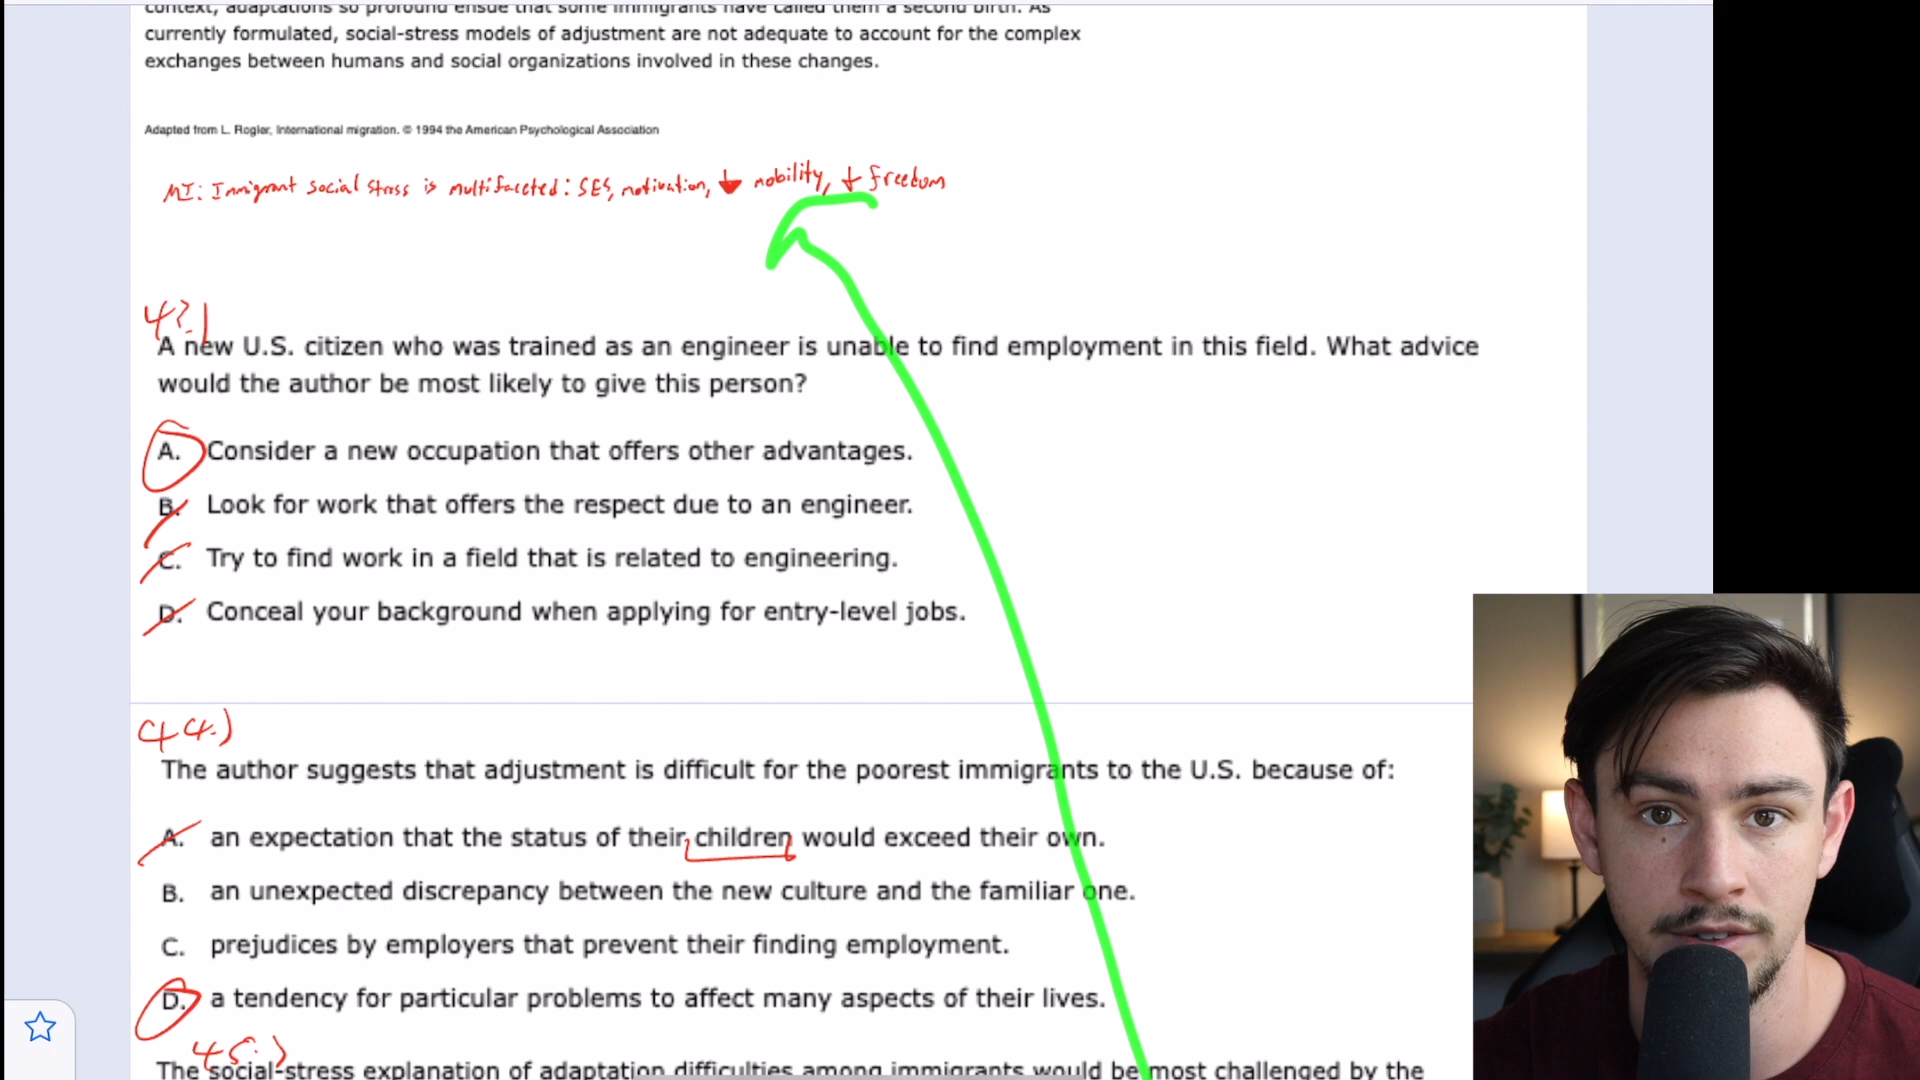 context, adaptations so profound ensue that some immigrants have called them a second birth. As
currently formulated, social-stress models of adjustment are not adequate to account for the complex
exchanges between humans and social organizations involved in these changes.
Adapted from L. Rogler, International migration. © 1994 the American Psychological Association
MI: Immigrant social stress is multifaceted: SES, motivation, ↓ mobility, ↓ freedom
43.)
A new U.S. citizen who was trained as an engineer is unable to find employment in this field. What advice
would the author be most likely to give this person?
A. Consider a new occupation that offers other advantages.
B. Look for work that offers the respect due to an engineer.
C. Try to find work in a field that is related to engineering.
D. Conceal your background when applying for entry-level jobs.
44.)
The author suggests that adjustment is difficult for the poorest immigrants to the U.S. because of:
A. an expectation that the status of their children would exceed their own.
B. an unexpected discrepancy between the new culture and the familiar one.
C. prejudices by employers that prevent their finding employment.
D. a tendency for particular problems to affect many aspects of their lives.
45.)
The social-stress explanation of adaptation difficulties among immigrants would be most challenged by the